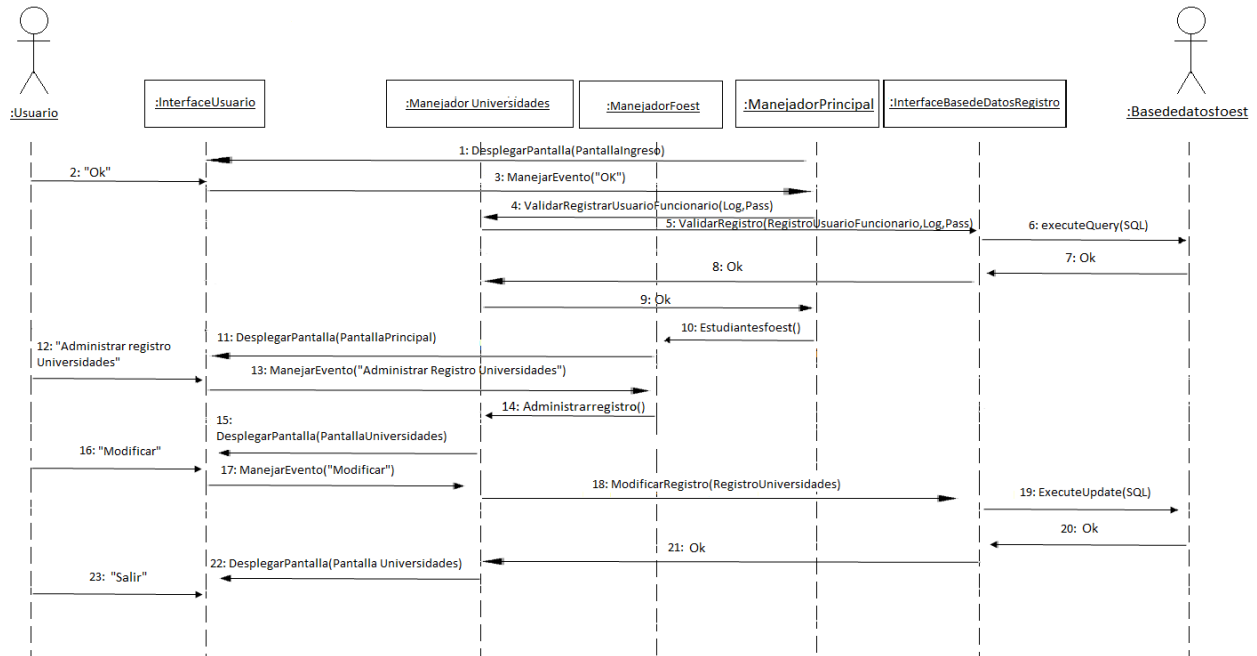 :Usuario
:InterfaceUsuario
:Manejador Universidades
:ManejadorFoest
:ManejadorPrincipal
:InterfaceBasedeDatosRegistro
:Basededatosfoest
1: DesplegarPantalla(PantallaIngreso)
2: "Ok"
3: ManejarEvento("OK")
4: ValidarRegistrarUsuarioFuncionario(Log,Pass)
5: ValidarRegistro(RegistroUsuarioFuncionario,Log,Pass)
6: executeQuery(SQL)
7: Ok
8: Ok
9: Ok
10: Estudiantesfoest()
11: DesplegarPantalla(PantallaPrincipal)
12: "Administrar registro
Universidades"
13: ManejarEvento("Administrar Registro Universidades")
14: Administrarregistro()
15:
DesplegarPantalla(PantallaUniversidades)
16: "Modificar"
17: ManejarEvento("Modificar")
18: ModificarRegistro(RegistroUniversidades)
19: ExecuteUpdate(SQL)
20: Ok
21: Ok
22: DesplegarPantalla(Pantalla Universidades)
23: "Salir"